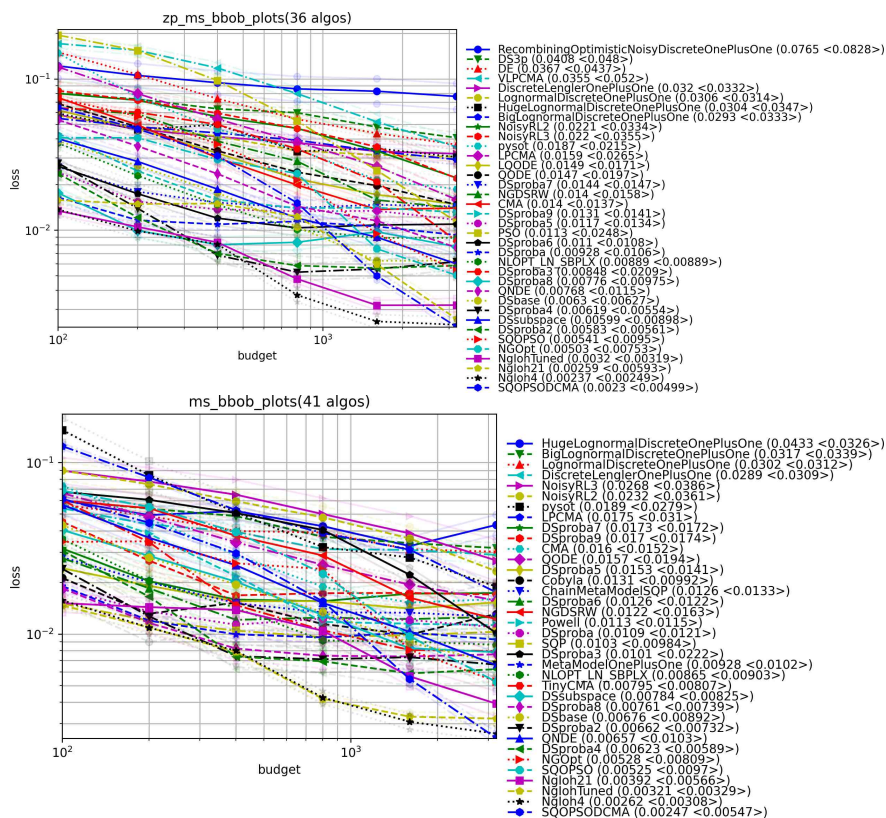 zp_ms_bbob_plots(36 algos)
10⁻¹
10⁻²
loss
10²
10³
budget
RecombiningOptimisticNoisyDiscreteOnePlusOne (0.0765 <0.0828>)
DS3p (0.0408 <0.048>)
DE (0.0367 <0.0437>)
VLPCMA (0.0355 <0.052>)
DiscreteLenglerOnePlusOne (0.032 <0.0332>)
LognormalDiscreteOnePlusOne (0.0306 <0.0314>)
HugeLognormalDiscreteOnePlusOne (0.0304 <0.0347>)
BigLognormalDiscreteOnePlusOne (0.0293 <0.0333>)
NoisyRL2 (0.0221 <0.0334>)
NoisyRL3 (0.022 <0.0355>)
pysot (0.0187 <0.0215>)
LPCMA (0.0159 <0.0265>)
LQODE (0.0149 <0.0171>)
QODE (0.0147 <0.0197>)
DSproba7 (0.0144 <0.0147>)
NGDSRW (0.014 <0.0158>)
CMA (0.014 <0.0137>)
DSproba9 (0.0131 <0.0141>)
DSproba5 (0.0117 <0.0134>)
PSO (0.0113 <0.0248>)
DSproba6 (0.011 <0.0108>)
DSproba (0.00928 <0.0106>)
NLOPT_LN_SBPLX (0.00889 <0.00889>)
DSproba3 (0.00848 <0.0209>)
DSproba8 (0.00776 <0.00975>)
QNDE (0.00768 <0.0115>)
DSbase (0.0063 <0.00627>)
DSproba4 (0.00619 <0.00554>)
DSsubspace (0.00599 <0.00898>)
DSproba2 (0.00583 <0.00561>)
SQOPSO (0.00541 <0.0095>)
NGOpt (0.00503 <0.00753>)
NgIohTuned (0.0032 <0.00319>)
NgIoh21 (0.00259 <0.00593>)
NgIoh4 (0.00237 <0.00249>)
SQOPSODCMA (0.0023 <0.00499>)
ms_bbob_plots(41 algos)
10⁻¹
10⁻²
loss
10²
10³
budget
HugeLognormalDiscreteOnePlusOne (0.0433 <0.0326>)
BigLognormalDiscreteOnePlusOne (0.0317 <0.0339>)
LognormalDiscreteOnePlusOne (0.0302 <0.0312>)
DiscreteLenglerOnePlusOne (0.0289 <0.0309>)
NoisyRL3 (0.0268 <0.0386>)
NoisyRL2 (0.0232 <0.0361>)
pysot (0.0189 <0.0279>)
LPCMA (0.0175 <0.031>)
DSproba7 (0.0173 <0.0172>)
DSproba9 (0.017 <0.0174>)
CMA (0.016 <0.0152>)
QODE (0.0157 <0.0194>)
DSproba5 (0.0153 <0.0141>)
Cobyla (0.0131 <0.00992>)
ChainMetaModelSQP (0.0126 <0.0133>)
DSproba6 (0.0126 <0.0122>)
NGDSRW (0.0122 <0.0163>)
Powell (0.0113 <0.0115>)
DSproba (0.0109 <0.0121>)
SQP (0.0103 <0.00984>)
DSproba3 (0.0101 <0.0222>)
MetaModelOnePlusOne (0.00928 <0.0102>)
NLOPT_LN_SBPLX (0.00865 <0.00903>)
TinyCMA (0.00795 <0.00807>)
DSsubspace (0.00784 <0.00825>)
DSproba8 (0.00761 <0.00739>)
DSbase (0.00676 <0.00892>)
DSproba2 (0.00662 <0.00732>)
QNDE (0.00657 <0.0103>)
DSproba4 (0.00623 <0.00589>)
NGOpt (0.00528 <0.00809>)
SQOPSO (0.00525 <0.0097>)
NgIoh21 (0.00392 <0.00566>)
NgIohTuned (0.00321 <0.00329>)
NgIoh4 (0.00262 <0.00308>)
SQOPSODCMA (0.00247 <0.00547>)